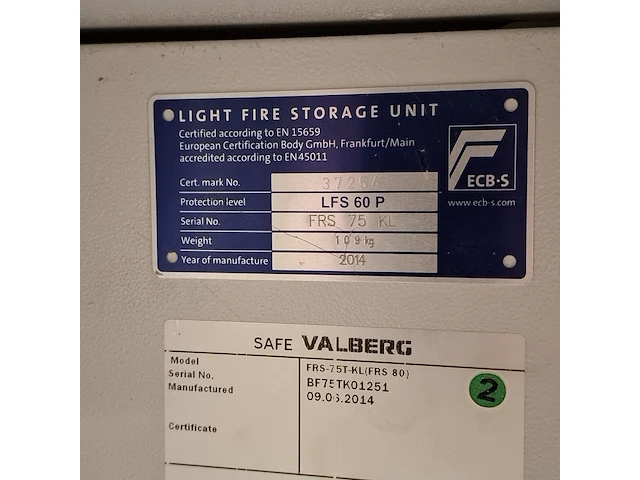 LIGHT FIRE STORAGE UNIT
Certified according to EN 15659
European Certification Body GmbH, Frankfurt/Main
accredited according to EN 45011
ECB·S
www.ecb-s.com
Cert. mark No.
Protection level LFS 60 P
Serial No. FRS 75 KL
Weight 109 kg
Year of manufacture 2014
SAFE VALBERG
Model FRS-75T-KL(FRS 80)
Serial No. BF75TK01251
Manufactured 09.06.2014
2
Certificate